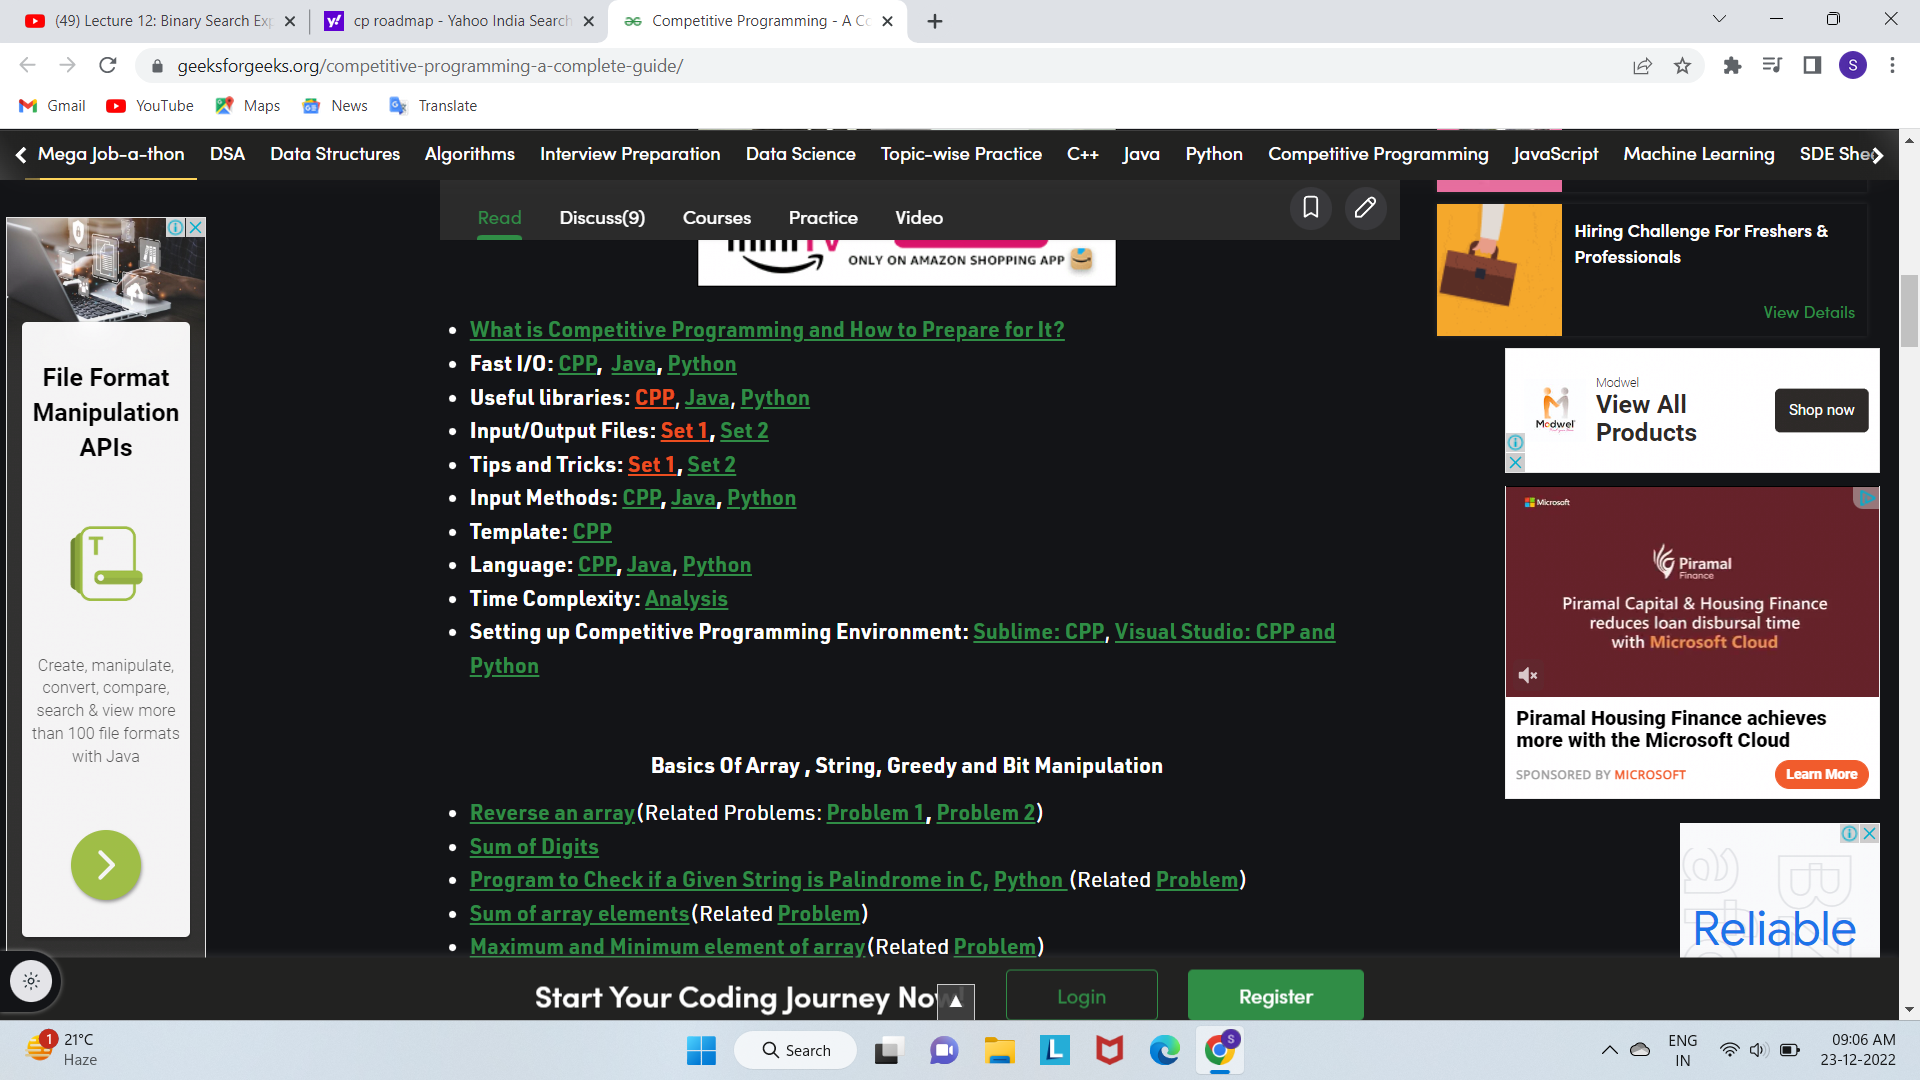 (49) Lecture 12: Binary Search Exp
cp roadmap - Yahoo India Search
Competitive Programming - A Co
geeksforgeeks.org/competitive-programming-a-complete-guide/
S
Gmail YouTube Maps News Translate
Mega Job-a-thon DSA Data Structures Algorithms Interview Preparation Data Science Topic-wise Practice C++ Java Python Competitive Programming JavaScript Machine Learning SDE Shee
Read Discuss(9) Courses Practice Video
ONLY ON AMAZON SHOPPING APP
What is Competitive Programming and How to Prepare for It?
Fast I/O: CPP, Java, Python
Useful libraries: CPP, Java, Python
Input/Output Files: Set 1, Set 2
Tips and Tricks: Set 1, Set 2
Input Methods: CPP, Java, Python
Template: CPP
Language: CPP, Java, Python
Time Complexity: Analysis
Setting up Competitive Programming Environment: Sublime: CPP, Visual Studio: CPP and
Python
Basics Of Array , String, Greedy and Bit Manipulation
Reverse an array(Related Problems: Problem 1, Problem 2)
Sum of Digits
Program to Check if a Given String is Palindrome in C, Python (Related Problem)
Sum of array elements(Related Problem)
Maximum and Minimum element of array(Related Problem)
File Format
Manipulation
APIs
T
Create, manipulate,
convert, compare,
search & view more
than 100 file formats
with Java
Hiring Challenge For Freshers &
Professionals
View Details
Modwel
Modwel
View All
Products
Shop now
Microsoft
Piramal
Finance
Piramal Capital & Housing Finance
reduces loan disbursal time
with Microsoft Cloud
Piramal Housing Finance achieves
more with the Microsoft Cloud
SPONSORED BY MICROSOFT
Learn More
Reliable
Start Your Coding Journey Now!
Login
Register
1
21°C
Haze
Search
L
S
ENG
IN
09:06 AM
23-12-2022